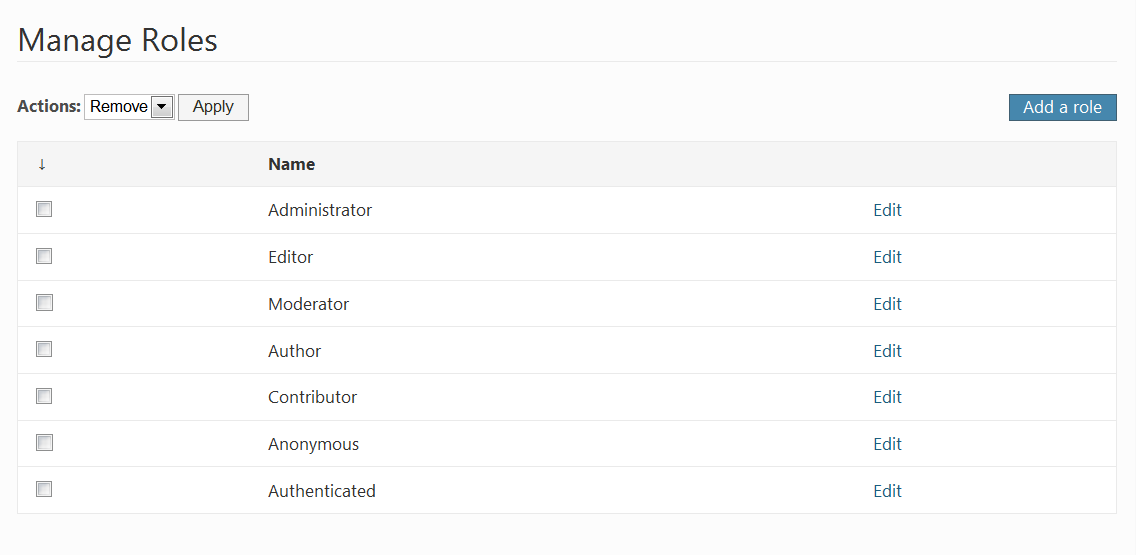 Manage Roles
Actions: Remove Apply Add a role
↓ Name
Administrator Edit
Editor Edit
Moderator Edit
Author Edit
Contributor Edit
Anonymous Edit
Authenticated Edit